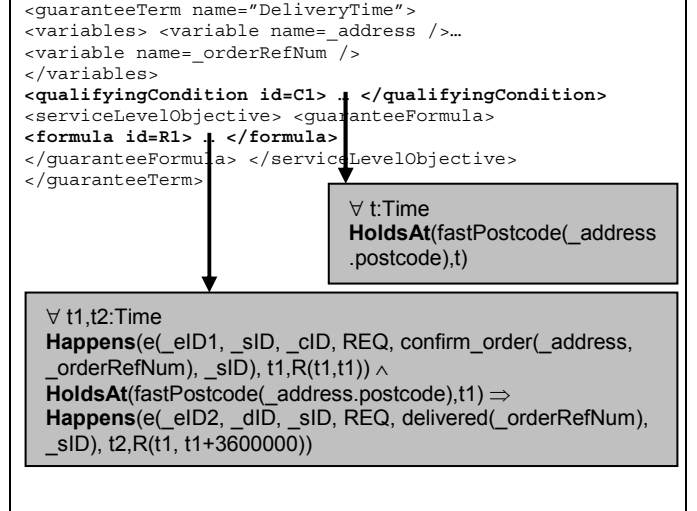 <guaranteeTerm name="DeliveryTime">
<variables> <variable name=_address />…
<variable name=_orderRefNum />
</variables>
<qualifyingCondition id=C1> … </qualifyingCondition>
<serviceLevelObjective> <guaranteeFormula>
<formula id=R1> … </formula>
</guaranteeFormula> </serviceLevelObjective>
</guaranteeTerm>
∀ t:Time
HoldsAt(fastPostcode(_address
.postcode),t)
∀ t1,t2:Time
Happens(e(_eID1, _sID, _cID, REQ, confirm_order(_address,
_orderRefNum), _sID), t1,R(t1,t1)) ∧
HoldsAt(fastPostcode(_address.postcode),t1) ⇒
Happens(e(_eID2, _dID, _sID, REQ, delivered(_orderRefNum),
_sID), t2,R(t1, t1+3600000))